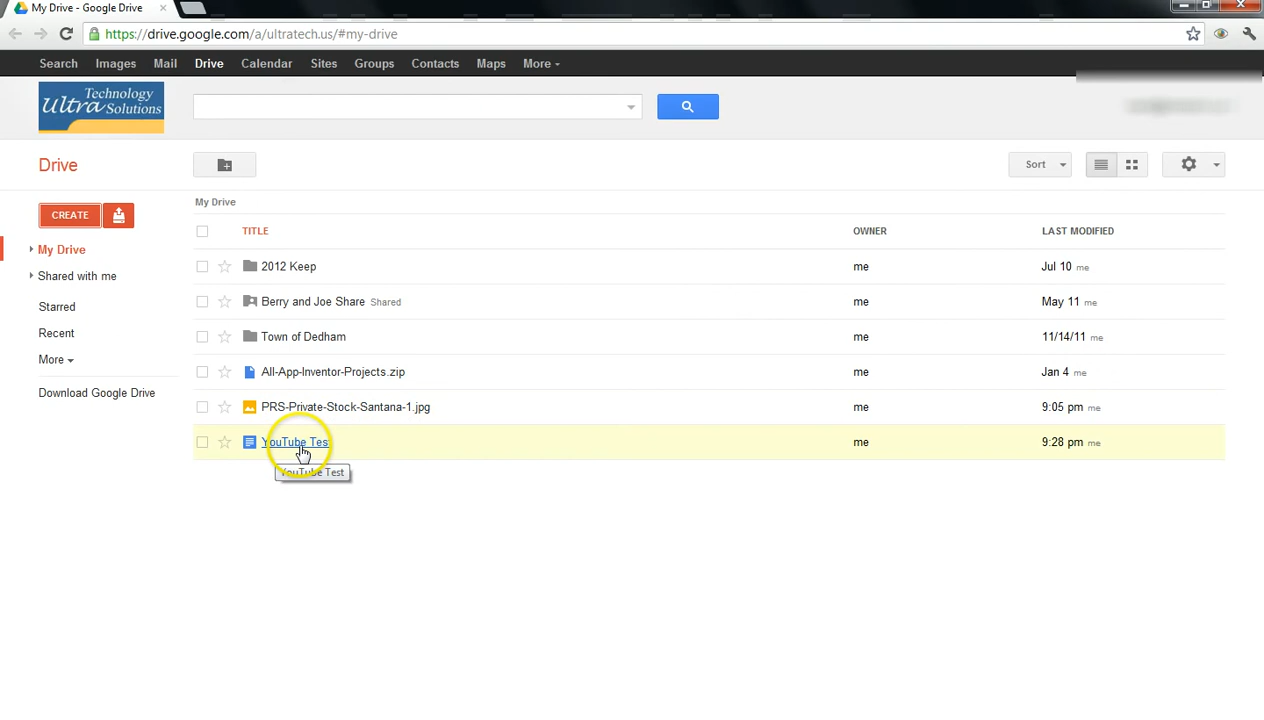 My Drive - Google Drive
https://drive.google.com/a/ultratech.us/#my-drive
Search Images Mail Drive Calendar Sites Groups Contacts Maps More
Technology
Ultra Solutions
Drive
Sort
My Drive
CREATE
TITLE OWNER LAST MODIFIED
My Drive
2012 Keep me Jul 10 me
Shared with me
Berry and Joe Share Shared me May 11 me
Starred
Recent
Town of Dedham me 11/14/11 me
More
All-App-Inventor-Projects.zip me Jan 4 me
Download Google Drive
PRS-Private-Stock-Santana-1.jpg me 9:05 pm me
YouTube Test me 9:28 pm me
YouTube Test